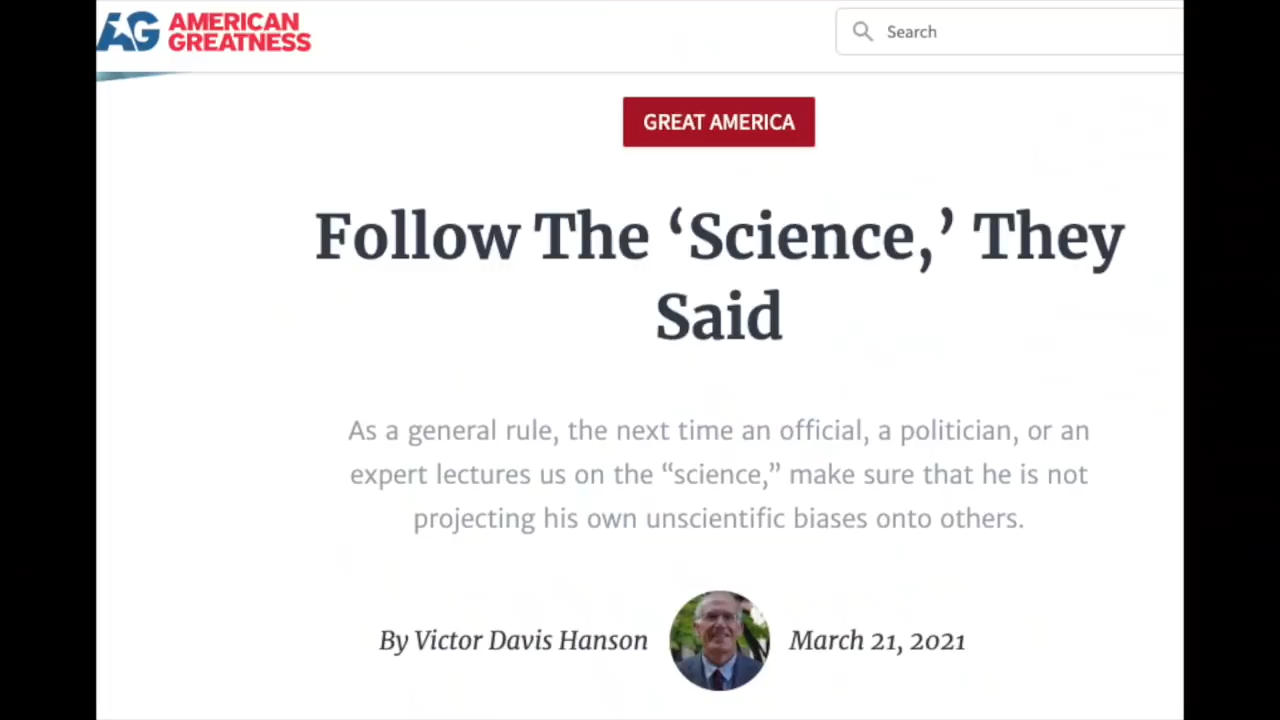 AG AMERICAN
GREATNESS
Search
GREAT AMERICA
Follow The ‘Science,’ They
Said
As a general rule, the next time an official, a politician, or an
expert lectures us on the “science,” make sure that he is not
projecting his own unscientific biases onto others.
By Victor Davis Hanson March 21, 2021